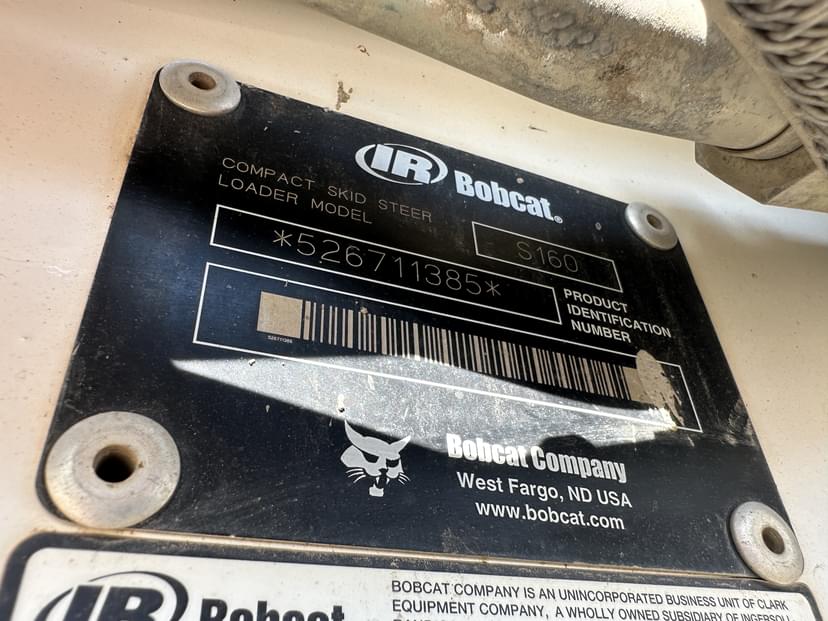 IR Bobcat®
COMPACT SKID STEER
LOADER MODEL
S160
*526711385*
PRODUCT
IDENTIFICATION
NUMBER
526711385
Bobcat Company
West Fargo, ND USA
www.bobcat.com
IR Bobcat
BOBCAT COMPANY IS AN UNINCORPORATED BUSINESS UNIT OF CLARK
EQUIPMENT COMPANY, A WHOLLY OWNED SUBSIDIARY OF INGERSOLL